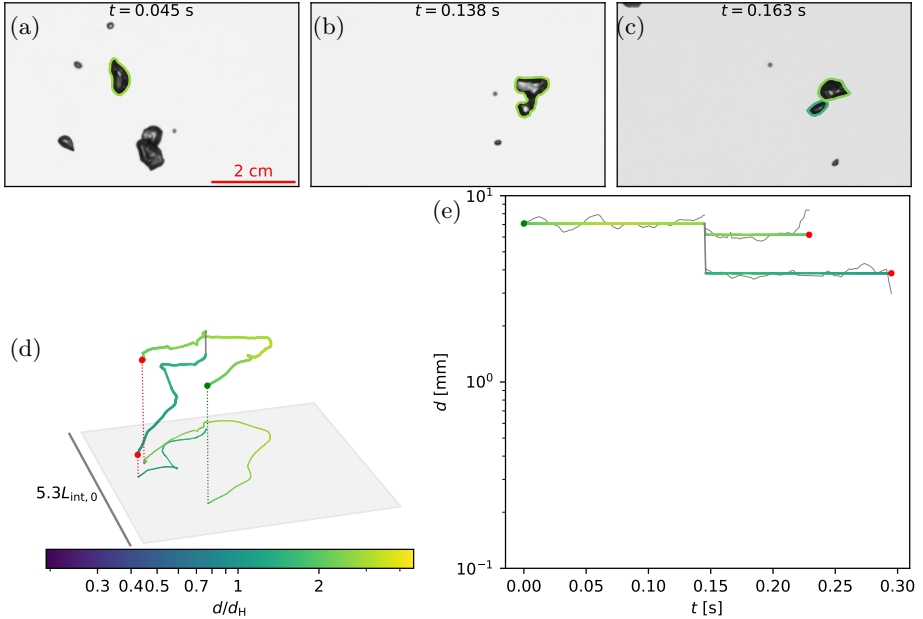 (a)
t = 0.045 s
2 cm
(b)
t = 0.138 s
(c)
t = 0.163 s
(d)
5.3L_int, 0
0.3 0.4 0.5 0.7 1 2
d/d_H
(e)
10^1
10^0
10^-1
d [mm]
0.00 0.05 0.10 0.15 0.20 0.25 0.30
t [s]